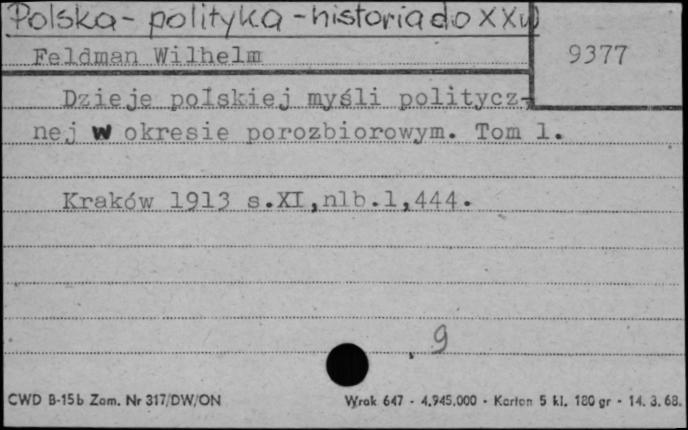 Polska - polityka - historia do XXw
Feldman Wilhelm
9377
Dzieje polskiej myśli politycz-
nej w okresie porozbiorowym. Tom 1.
Kraków 1913 s.XI,nlb.1,444.
9
CWD B-15b Zam. Nr 317/DW/ON Wrak 647 - 4.945.000 - Karton 5 kl. 180 gr - 14. 3. 68.